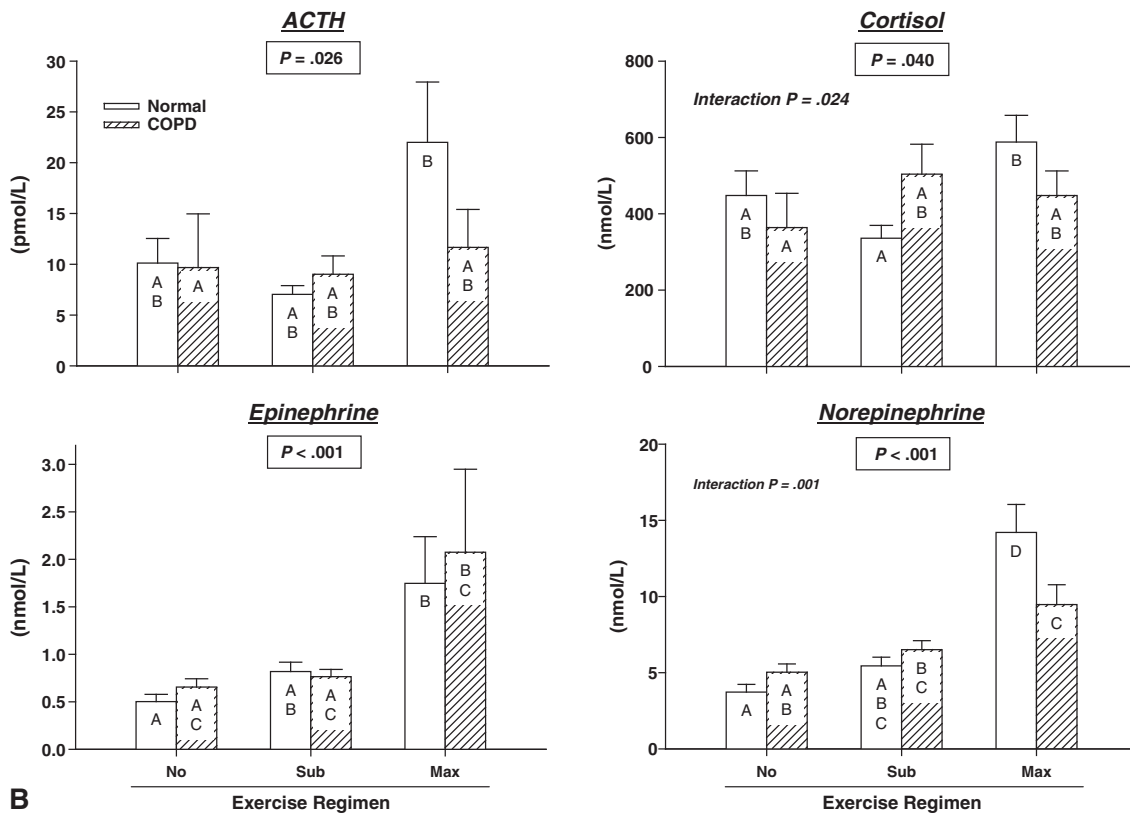 ACTH
P = .026
30
25
20
15
10
5
0
(pmol/L)
Normal
COPD
A
B
A
A
B
A
B
B
A
B
Cortisol
P = .040
Interaction P = .024
800
600
400
200
0
(nmol/L)
A
B
A
A
A
B
B
A
B
Epinephrine
P < .001
3.0
2.5
2.0
1.5
1.0
0.5
0.0
(nmol/L)
A
A
C
A
B
A
C
B
B
C
No Sub Max
Exercise Regimen
Norepinephrine
P < .001
Interaction P = .001
20
15
10
5
0
(nmol/L)
A
A
B
A
B
C
B
C
D
C
No Sub Max
Exercise Regimen
B